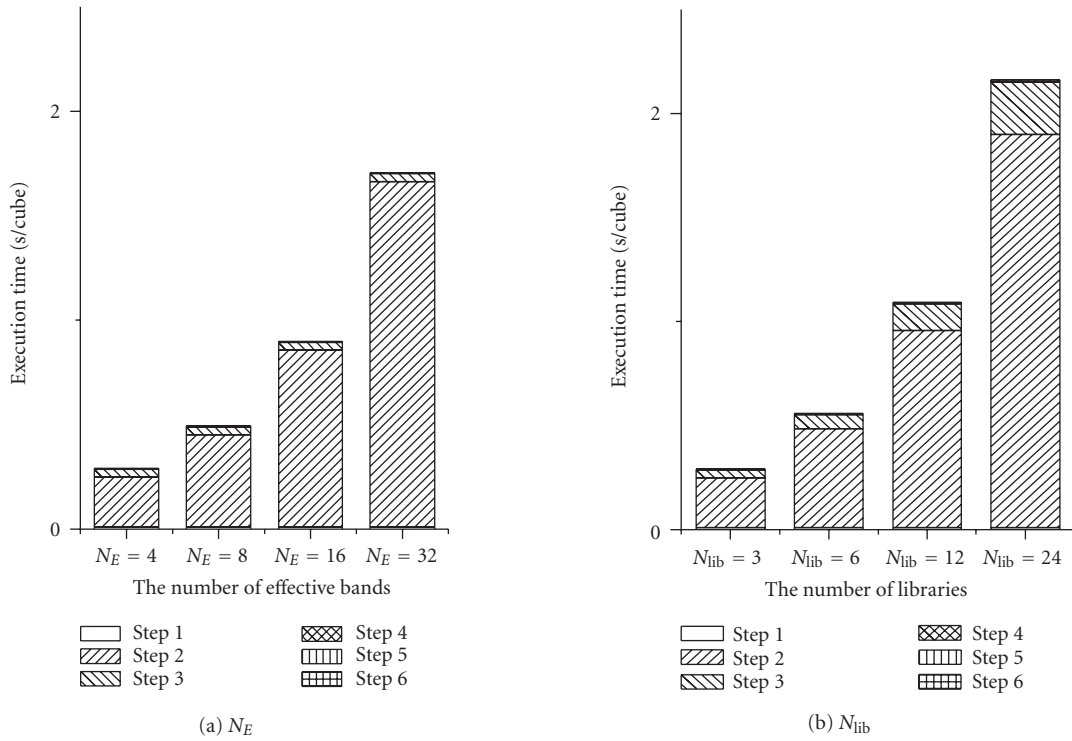 2
0
Execution time (s/cube)
N_E = 4
N_E = 8
N_E = 16
N_E = 32
The number of effective bands
Step 1
Step 2
Step 3
Step 4
Step 5
Step 6
(a) N_E
2
0
Execution time (s/cube)
N_lib = 3
N_lib = 6
N_lib = 12
N_lib = 24
The number of libraries
Step 1
Step 2
Step 3
Step 4
Step 5
Step 6
(b) N_lib